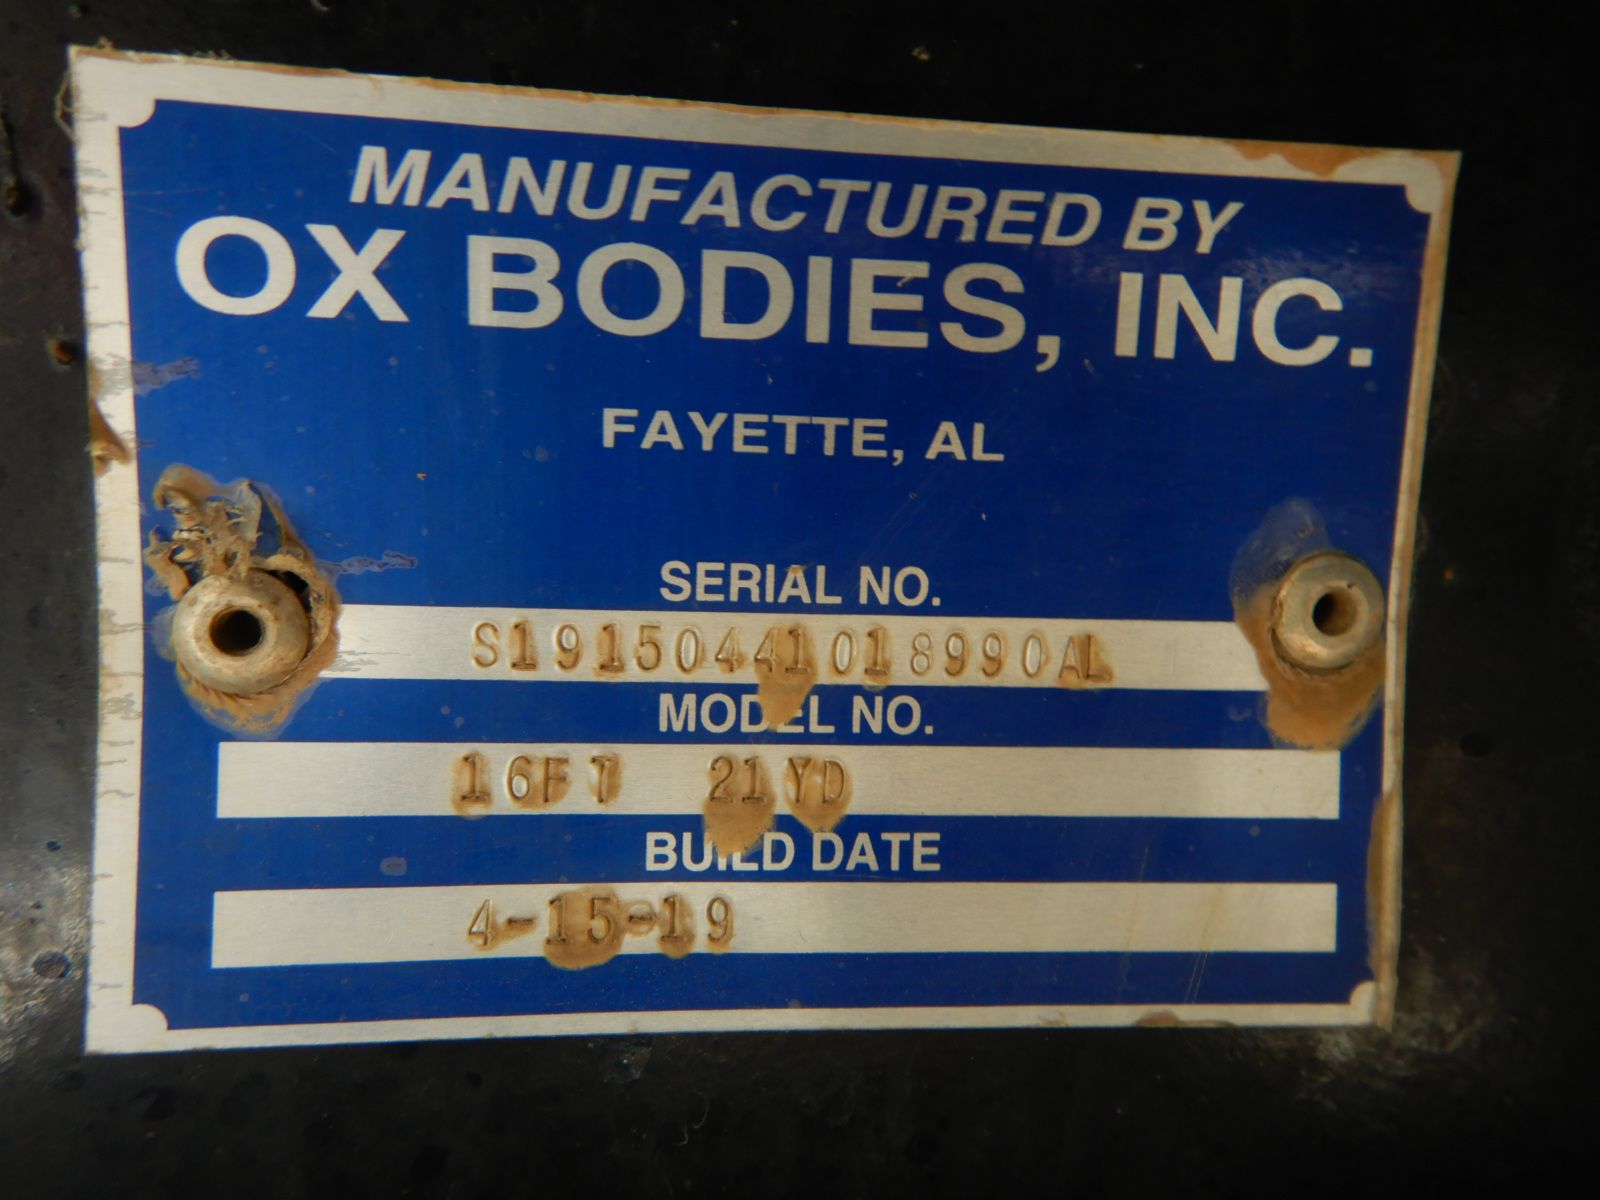 MANUFACTURED BY
OX BODIES, INC.
FAYETTE, AL
SERIAL NO.
S19150441018990AL
MODEL NO.
16FT 21YD
BUILD DATE
4-15-19